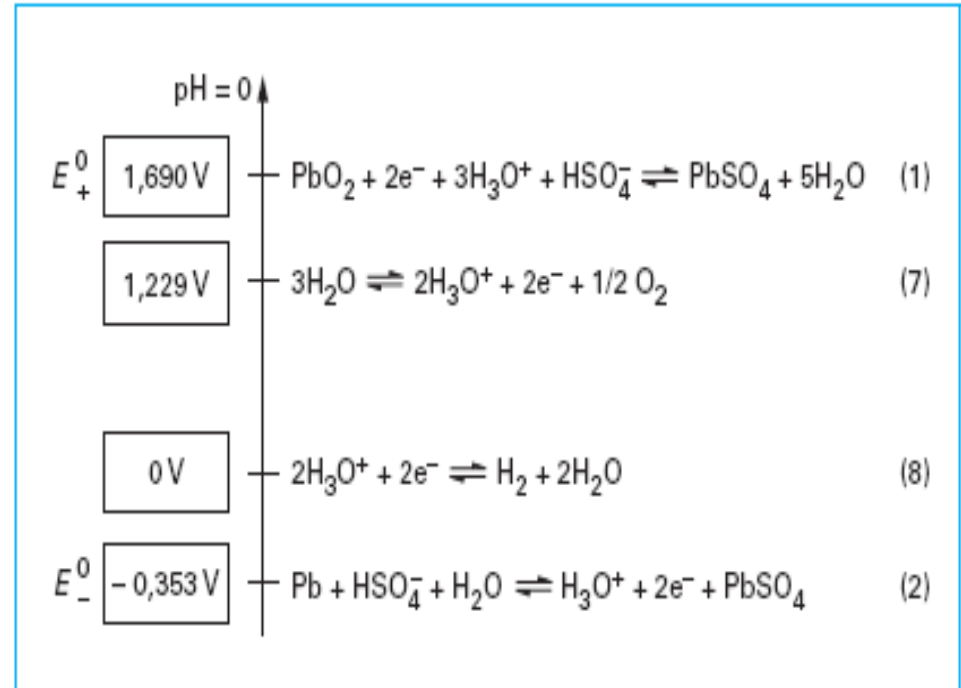 pH = 0
E⁰₊ 1,690 V PbO₂ + 2e⁻ + 3H₃O⁺ + HSO₄⁻ ⇌ PbSO₄ + 5H₂O (1)
1,229 V 3H₂O ⇌ 2H₃O⁺ + 2e⁻ + 1/2 O₂ (7)
0 V 2H₃O⁺ + 2e⁻ ⇌ H₂ + 2H₂O (8)
E⁰₋ – 0,353 V Pb + HSO₄⁻ + H₂O ⇌ H₃O⁺ + 2e⁻ + PbSO₄ (2)